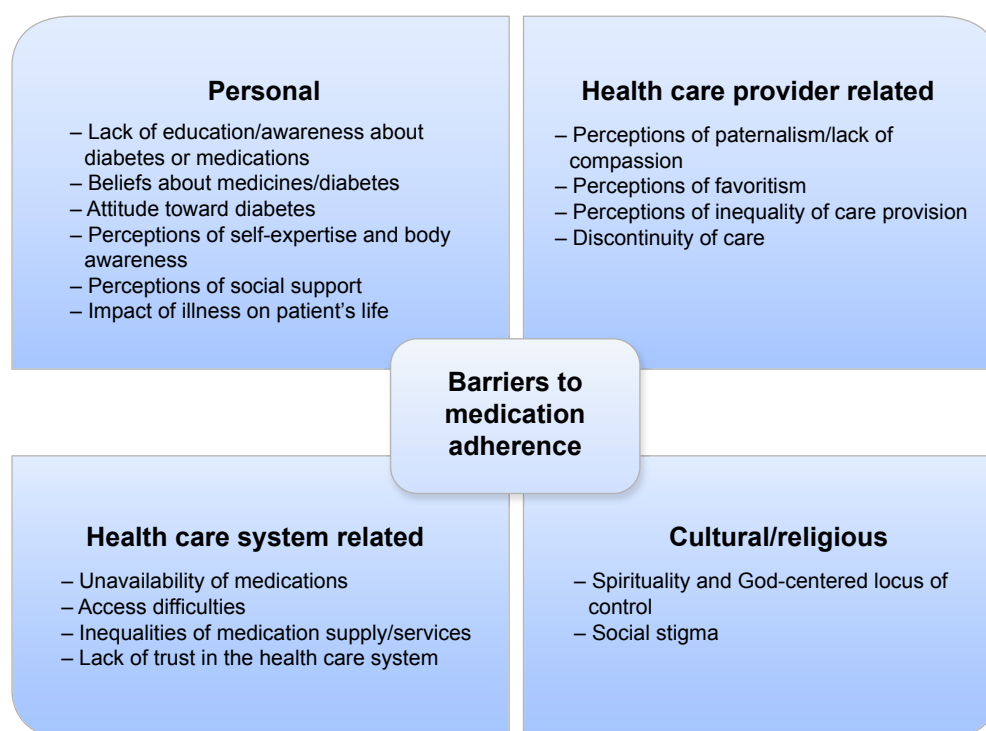 Personal
– Lack of education/awareness about
diabetes or medications
– Beliefs about medicines/diabetes
– Attitude toward diabetes
– Perceptions of self-expertise and body
awareness
– Perceptions of social support
– Impact of illness on patient’s life
Health care provider related
– Perceptions of paternalism/lack of
compassion
– Perceptions of favoritism
– Perceptions of inequality of care provision
– Discontinuity of care
Barriers to
medication
adherence
Health care system related
– Unavailability of medications
– Access difficulties
– Inequalities of medication supply/services
– Lack of trust in the health care system
Cultural/religious
– Spirituality and God-centered locus of
control
– Social stigma